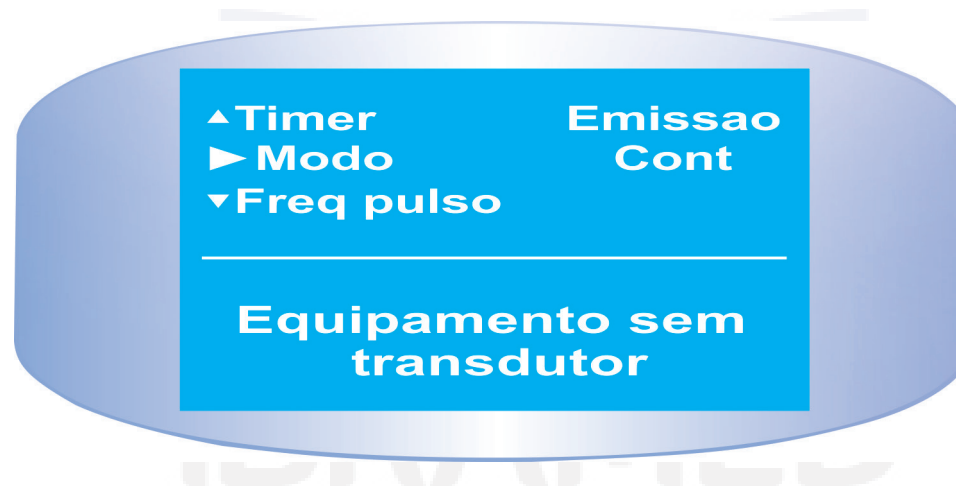 ▲Timer Emissao
►Modo Cont
▼Freq pulso
Equipamento sem
transdutor